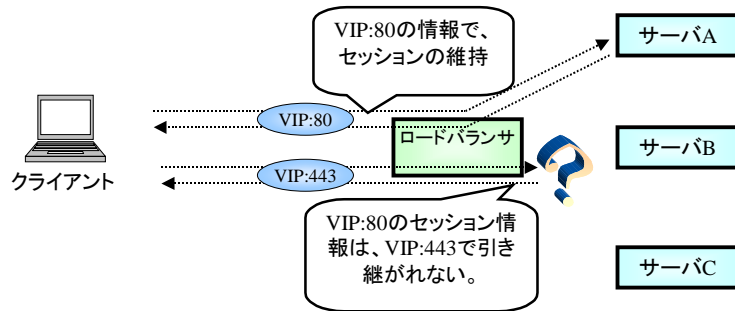 VIP:80の情報で、
セッションの維持
サーバA
VIP:80
ロードバランサ
サーバB
クライアント
VIP:443
VIP:80のセッション情
報は、VIP:443で引き
継がれない。
サーバC